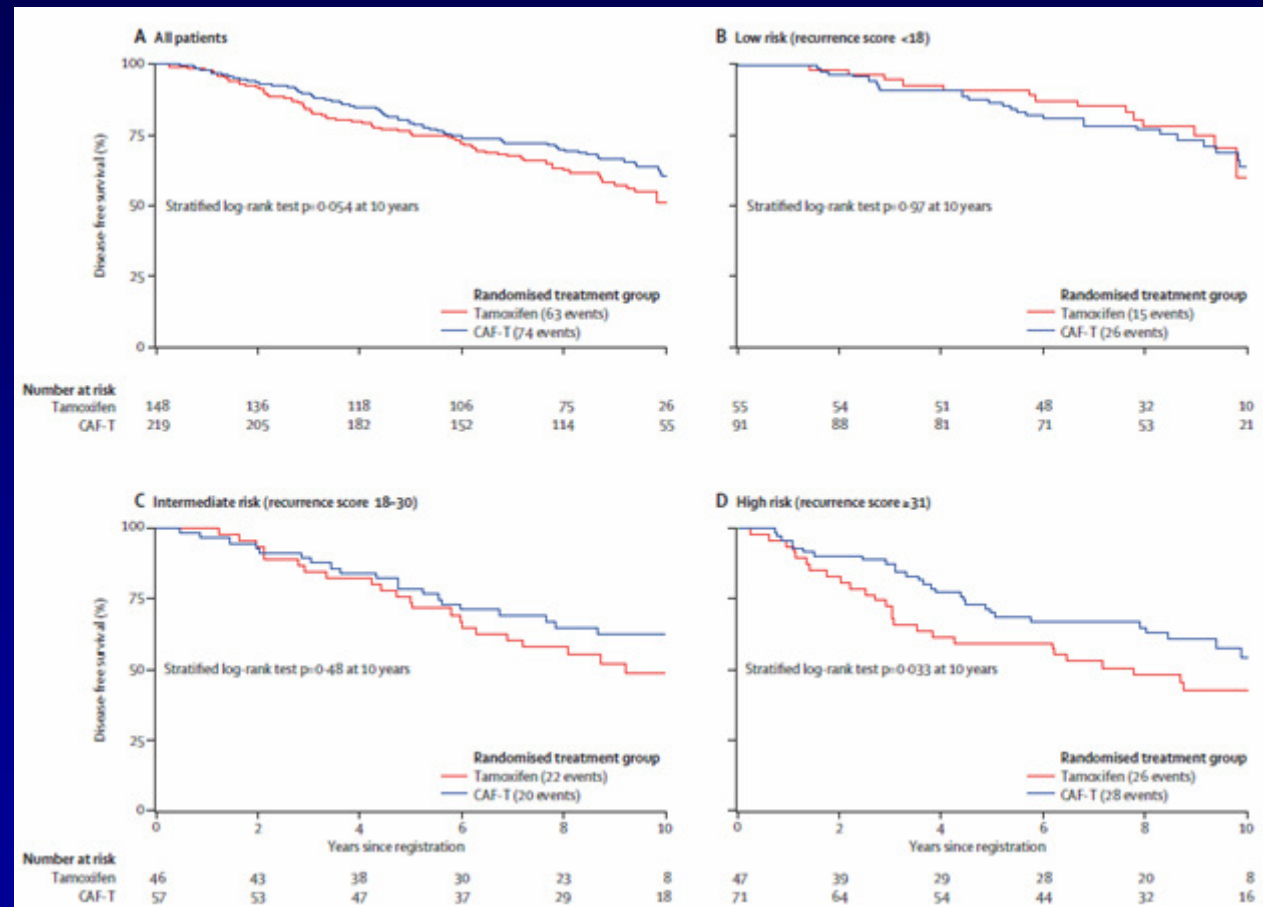 A All patients
100
75
50
25
0
Disease-free survival (%)
Stratified log-rank test p=0·054 at 10 years
Randomised treatment group
Tamoxifen (63 events)
CAF-T (74 events)
Number at risk
Tamoxifen 148 136 118 106 75 26
CAF-T 219 205 182 152 114 55
B Low risk (recurrence score <18)
Stratified log-rank test p=0·97 at 10 years
Randomised treatment group
Tamoxifen (15 events)
CAF-T (26 events)
55 54 51 48 32 10
91 88 81 71 53 21
C Intermediate risk (recurrence score 18–30)
100
75
50
25
0
Disease-free survival (%)
Stratified log-rank test p=0·48 at 10 years
Randomised treatment group
Tamoxifen (22 events)
CAF-T (20 events)
0 2 4 6 8 10
Years since registration
Number at risk
Tamoxifen 46 43 38 30 23 8
CAF-T 57 53 47 37 29 18
D High risk (recurrence score ≥31)
Stratified log-rank test p=0·033 at 10 years
Randomised treatment group
Tamoxifen (26 events)
CAF-T (28 events)
0 2 4 6 8 10
Years since registration
47 39 29 28 20 8
71 64 54 44 32 16